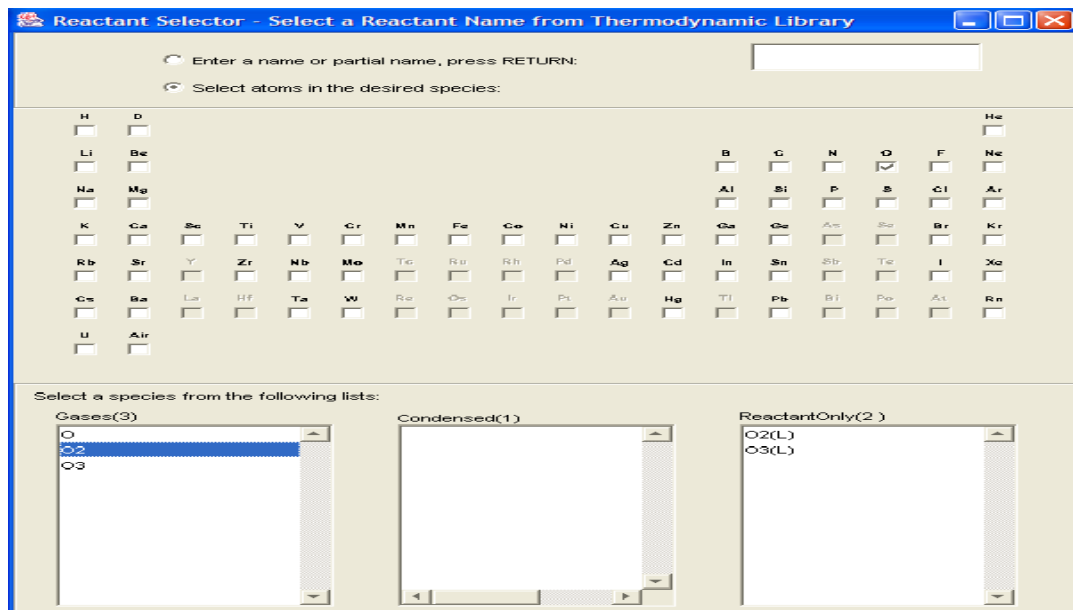 Reactant Selector - Select a Reactant Name from Thermodynamic Library
Enter a name or partial name, press RETURN:
Select atoms in the desired species:
H D He
Li Be B C N O F Ne
Na Mg Al Si P S Cl Ar
K Ca Sc Ti V Cr Mn Fe Co Ni Cu Zn Ga Ge As Se Br Kr
Rb Sr Y Zr Nb Mo Tc Ru Rh Pd Ag Cd In Sn Sb Te I Xe
Cs Ba La Hf Ta W Re Os Ir Pt Au Hg Tl Pb Bi Po At Rn
U Air
Select a species from the following lists:
Gases(3) Condensed(1) ReactantOnly(2 )
O O2(L)
O2 O3(L)
O3